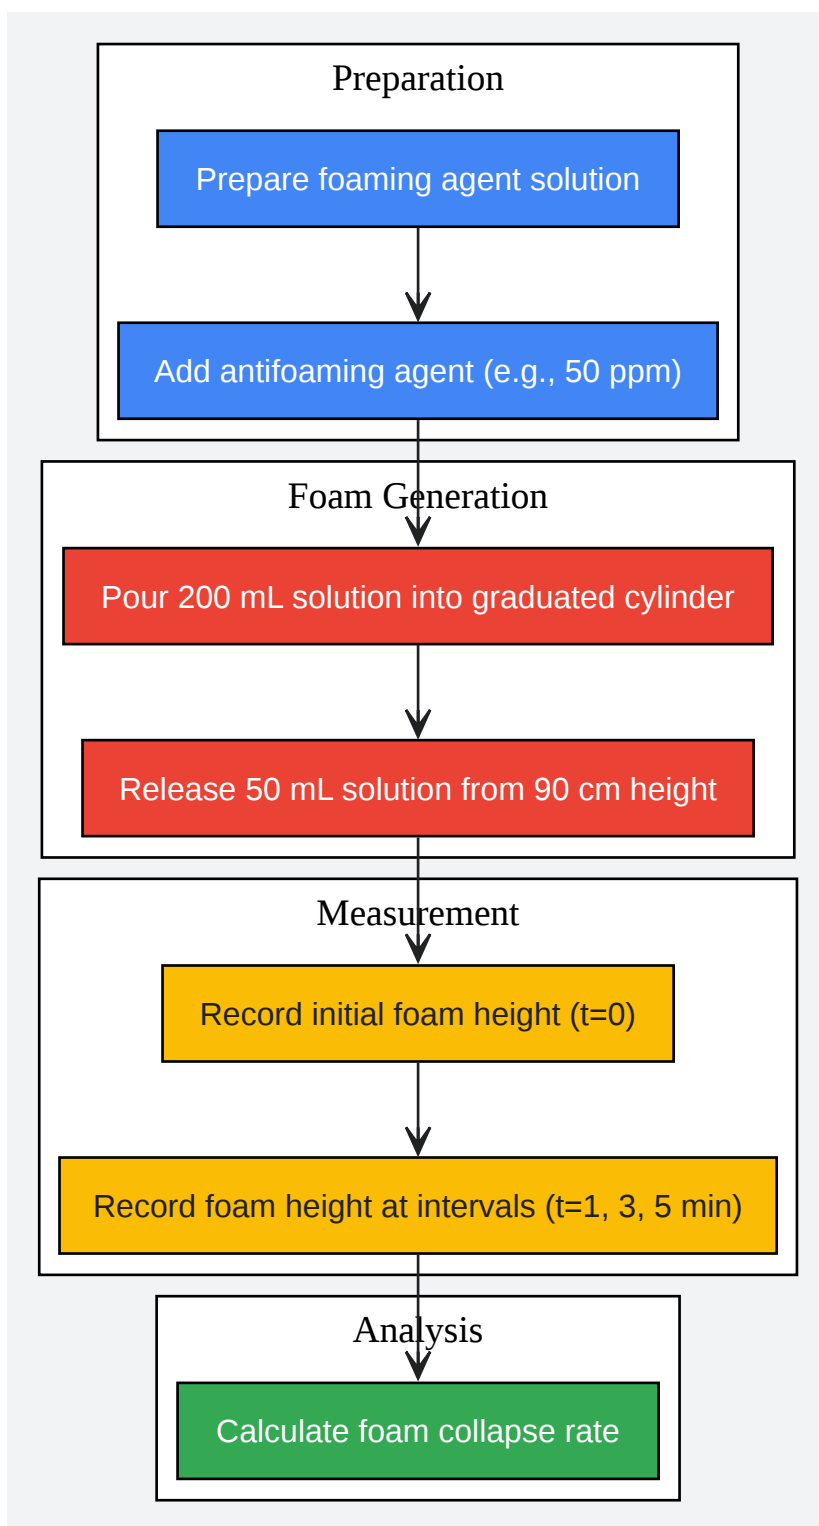 Preparation
Prepare foaming agent solution
Add antifoaming agent (e.g., 50 ppm)
Foam Generation
Pour 200 mL solution into graduated cylinder
Release 50 mL solution from 90 cm height
Measurement
Record initial foam height (t=0)
Record foam height at intervals (t=1, 3, 5 min)
Analysis
Calculate foam collapse rate